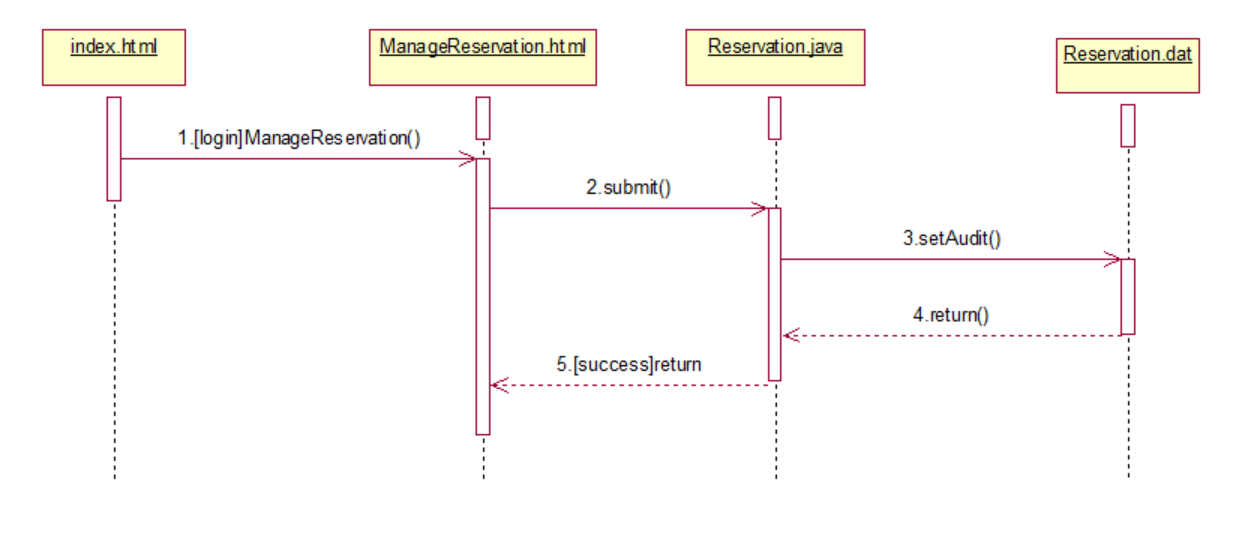 index.html
ManageReservation.html
Reservation.java
Reservation.dat
1.[login]ManageReservation()
2.submit()
3.setAudit()
4.return()
5.[success]return